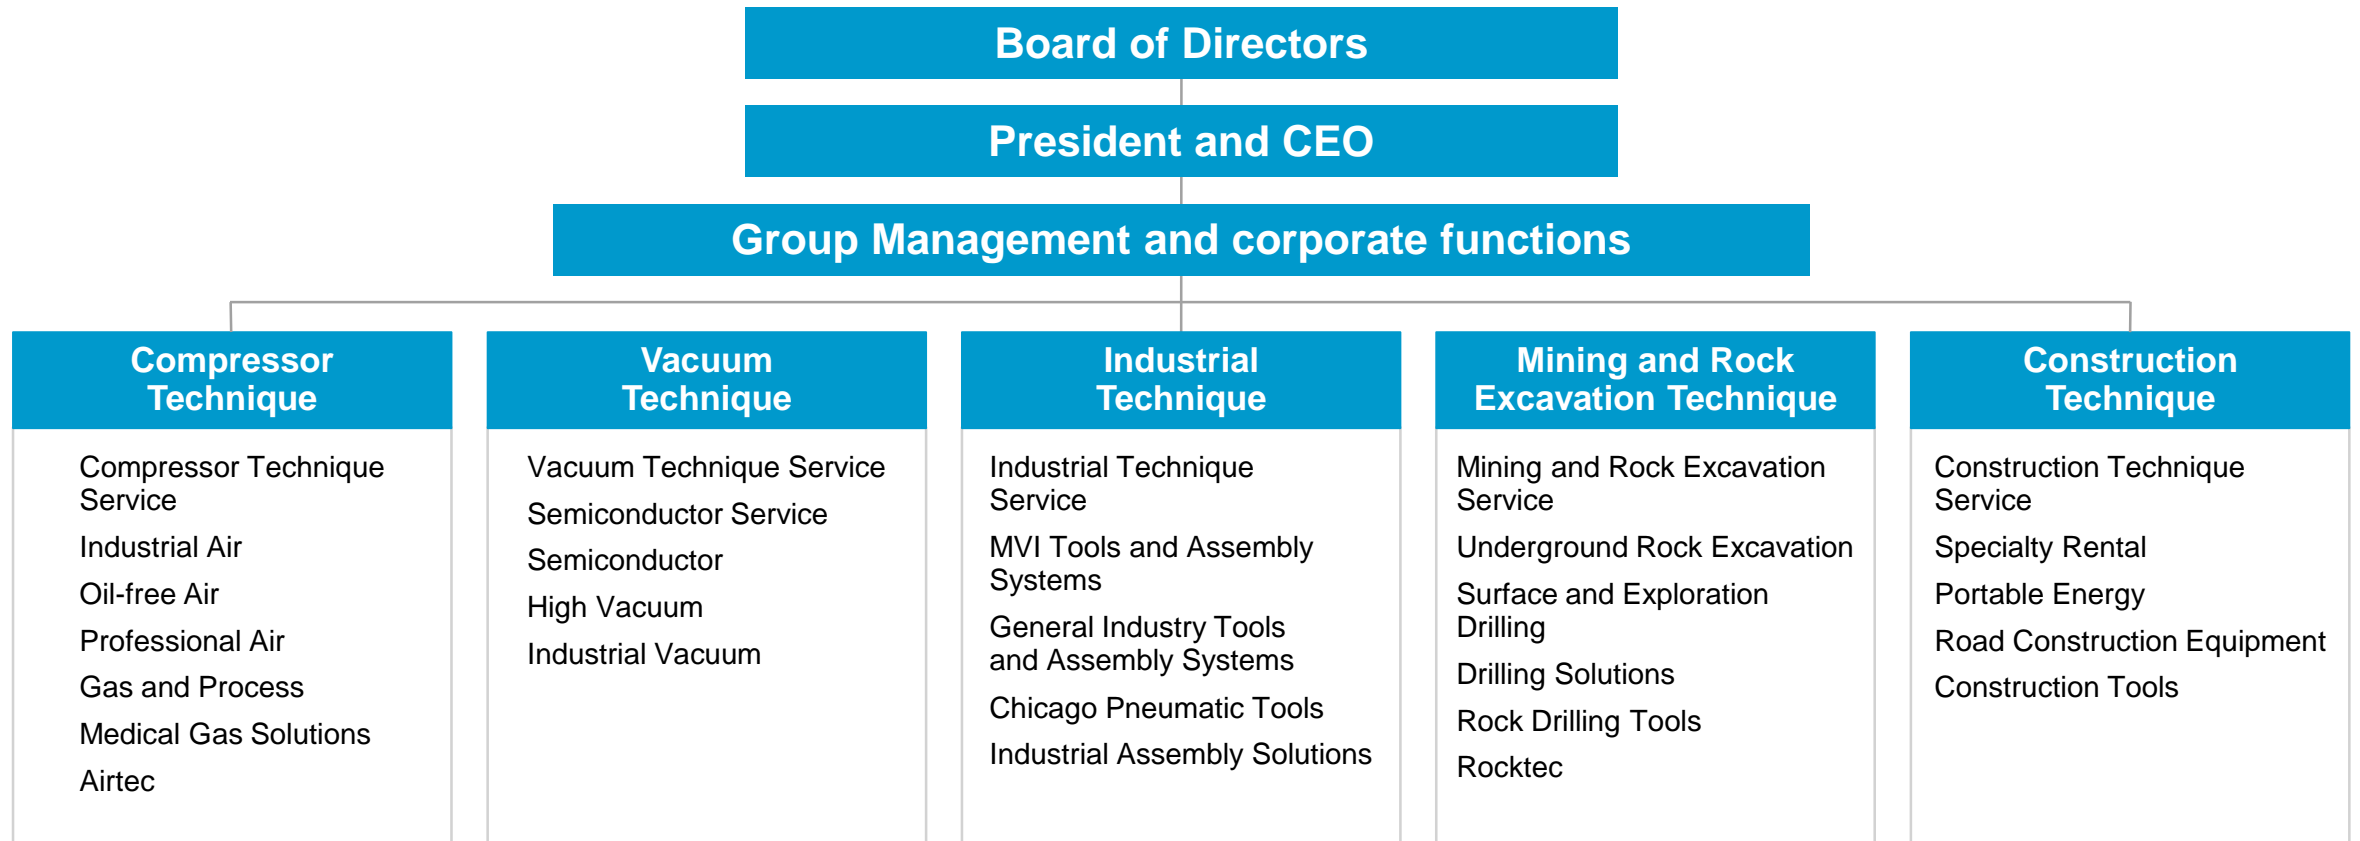 Board of Directors
President and CEO
Group Management and corporate functions
Compressor
Technique
Compressor Technique
Service
Industrial Air
Oil-free Air
Professional Air
Gas and Process
Medical Gas Solutions
Airtec
Vacuum
Technique
Vacuum Technique Service
Semiconductor Service
Semiconductor
High Vacuum
Industrial Vacuum
Industrial
Technique
Industrial Technique
Service
MVI Tools and Assembly
Systems
General Industry Tools
and Assembly Systems
Chicago Pneumatic Tools
Industrial Assembly Solutions
Mining and Rock
Excavation Technique
Mining and Rock Excavation
Service
Underground Rock Excavation
Surface and Exploration
Drilling
Drilling Solutions
Rock Drilling Tools
Rocktec
Construction
Technique
Construction Technique
Service
Specialty Rental
Portable Energy
Road Construction Equipment
Construction Tools